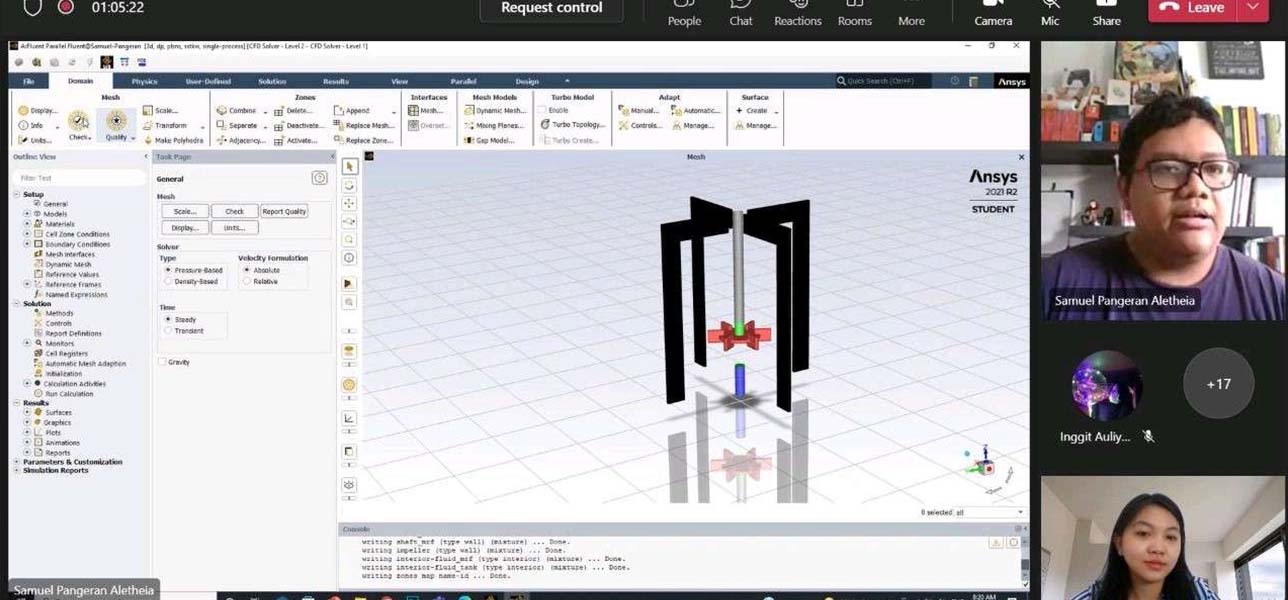 01:05:22
Request control
People Chat Reactions Rooms More Camera Mic Share Leave
Parallel Fluent@Samuel-Pangeran [3d, dp, pbns, sstkw, single-process] [CFD Solver - Level 2 - CFD Solver - Level 1]
File Domain Physics User-Defined Solution Results View Parallel Design Quick Search (Ctrl+F) Ansys
Mesh Zones Interfaces Mesh Models Turbo Model Adapt Surface
Display... Scale... Combine Delete... Append Mesh... Dynamic Mesh... Enable Manual... Automatic... Create
Info Transform Separate Deactivate... Replace Mesh... Overset... Mixing Planes... Turbo Topology... Controls... Manage... Manage...
Units... Check Quality Make Polyhedra Adjacency... Activate... Replace Zone... Gap Model... Turbo Create...
Outline View
Filter Text
Setup
General
Models
Materials
Cell Zone Conditions
Boundary Conditions
Mesh Interfaces
Dynamic Mesh
Reference Values
Reference Frames
Named Expressions
Solution
Methods
Controls
Report Definitions
Monitors
Cell Registers
Automatic Mesh Adaption
Initialization
Calculation Activities
Run Calculation
Results
Surfaces
Graphics
Plots
Animations
Reports
Parameters & Customization
Simulation Reports
Task Page
General
Mesh
Scale... Check Report Quality
Display... Units...
Solver
Type Velocity Formulation
Pressure-Based Absolute
Density-Based Relative
Time
Steady
Transient
Gravity
Mesh
Ansys
2021 R2
STUDENT
Z
0 selected all
Console
writing shaft_mrf (type wall) (mixture) ... Done.
writing impeller (type wall) (mixture) ... Done.
writing interior-fluid_mrf (type interior) (mixture) ... Done.
writing interior-fluid_tank (type interior) (mixture) ... Done.
writing zones map name-id ... Done.
Samuel Pangeran Aletheia
8:20 AM
Samuel Pangeran Aletheia
+17
Inggit Auliy...